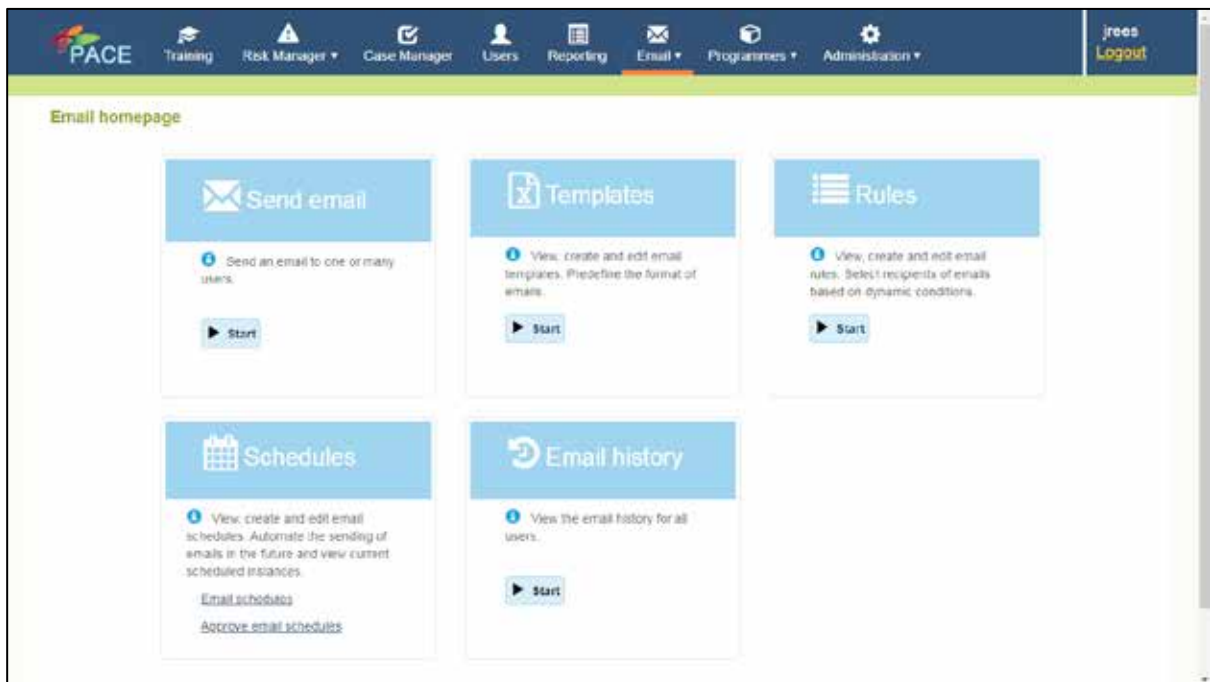 PACE
Training
Risk Manager
Case Manager
Users
Reporting
Email
Programmes
Administration
jrees
Logout
Email homepage
Send email
Send an email to one or many
users.
Start
Templates
View, create and edit email
templates. Predefine the format of
emails.
Start
Rules
View, create and edit email
rules. Select recipients of emails
based on dynamic conditions.
Start
Schedules
View, create and edit email
schedules. Automate the sending of
emails in the future and view current
scheduled instances.
Email schedules
Approve email schedules
Email history
View the email history for all
users.
Start